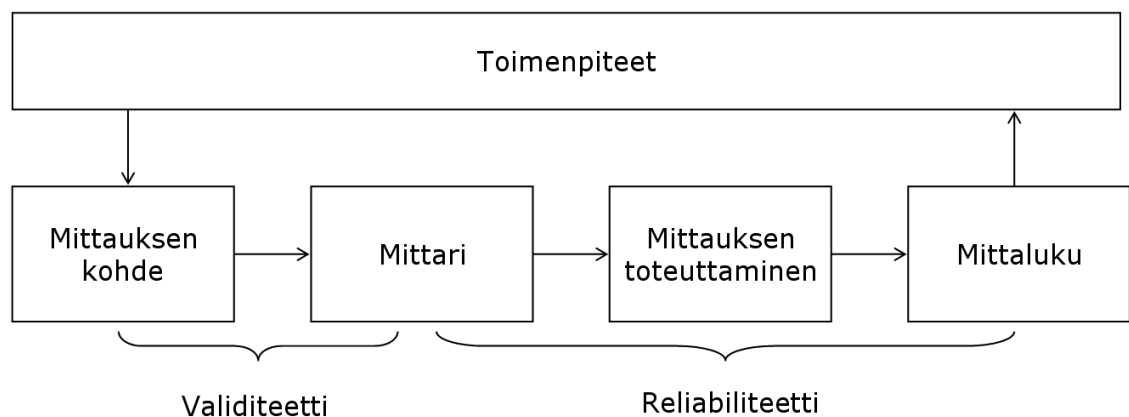 Toimenpiteet
Mittauksen
kohde
Mittari
Mittauksen
toteuttaminen
Mittaluku
Validiteetti
Reliabiliteetti